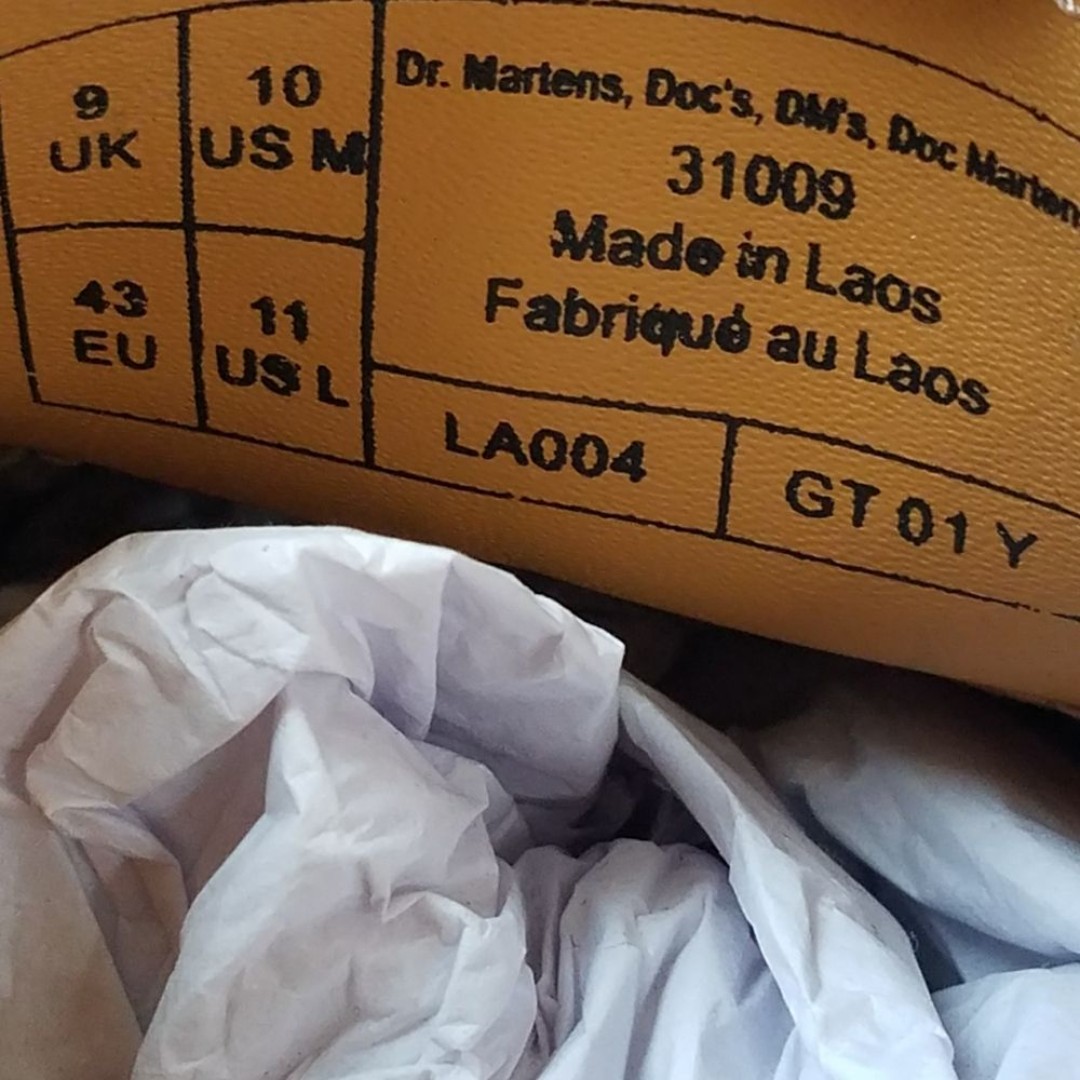 9
UK
10
US M
43
EU
11
US L
Dr. Martens, Doc's, DM's, Doc Marten
31009
Made in Laos
Fabriqué au Laos
LA004
GT 01 Y